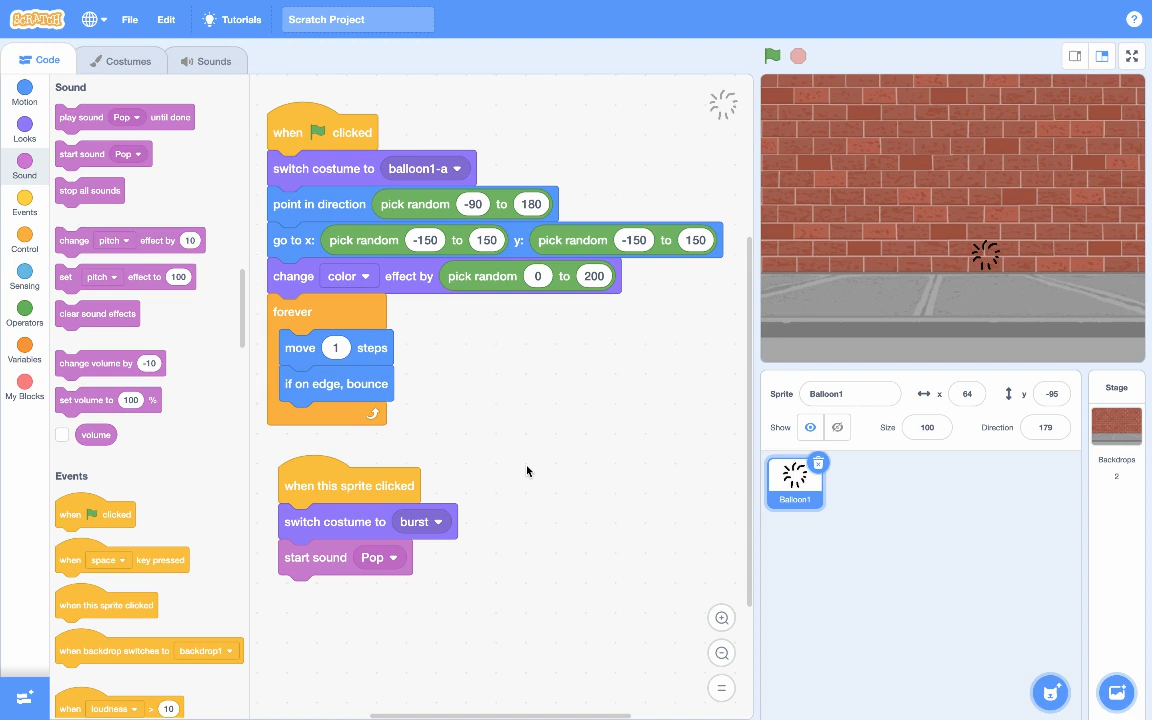 SCRATCH File Edit Tutorials Scratch Project ?
Code Costumes Sounds
Motion
Looks
Sound
Events
Control
Sensing
Operators
Variables
My Blocks
Sound
play sound Pop until done
start sound Pop
stop all sounds
change pitch effect by 10
set pitch effect to 100
clear sound effects
change volume by -10
set volume to 100 %
volume
Events
when clicked
when space key pressed
when this sprite clicked
when backdrop switches to backdrop1
when loudness > 10
when clicked
switch costume to balloon1-a
point in direction pick random -90 to 180
go to x: pick random -150 to 150 y: pick random -150 to 150
change color effect by pick random 0 to 200
forever
move 1 steps
if on edge, bounce
when this sprite clicked
switch costume to burst
start sound Pop
Sprite Balloon1 x 64 y -95
Show Size 100 Direction 179
Balloon1
Stage
Backdrops
2